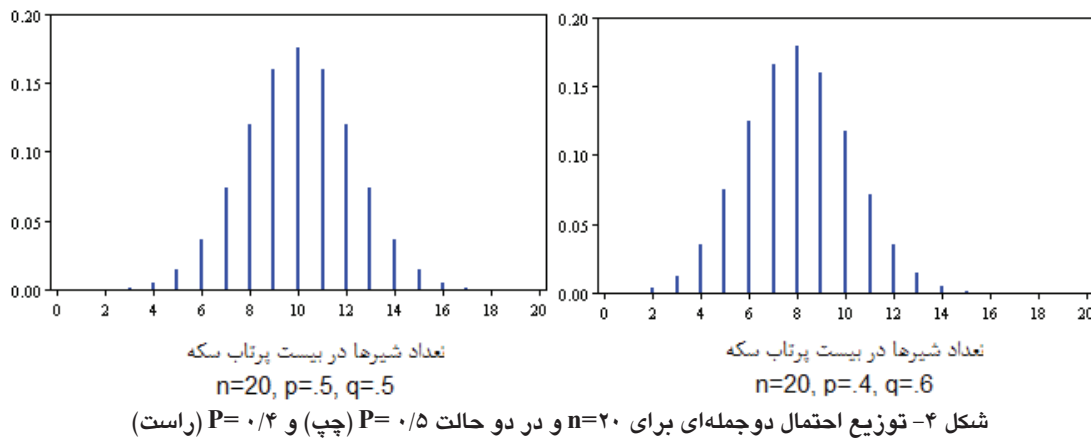 0.20
0.15
0.10
0.05
0.00
0 2 4 6 8 10 12 14 16 18 20
تعداد شیرها در بیست پرتاب سکه
n=20, p=.5, q=.5
0.20
0.15
0.10
0.05
0.00
0 2 4 6 8 10 12 14 16 18 20
تعداد شیرها در بیست پرتاب سکه
n=20, p=.4, q=.6
شکل ۴- توزیع احتمال دوجمله‌ای برای n=۲۰ و در دو حالت P= ۰/۵ (چپ) و P= ۰/۴ (راست)